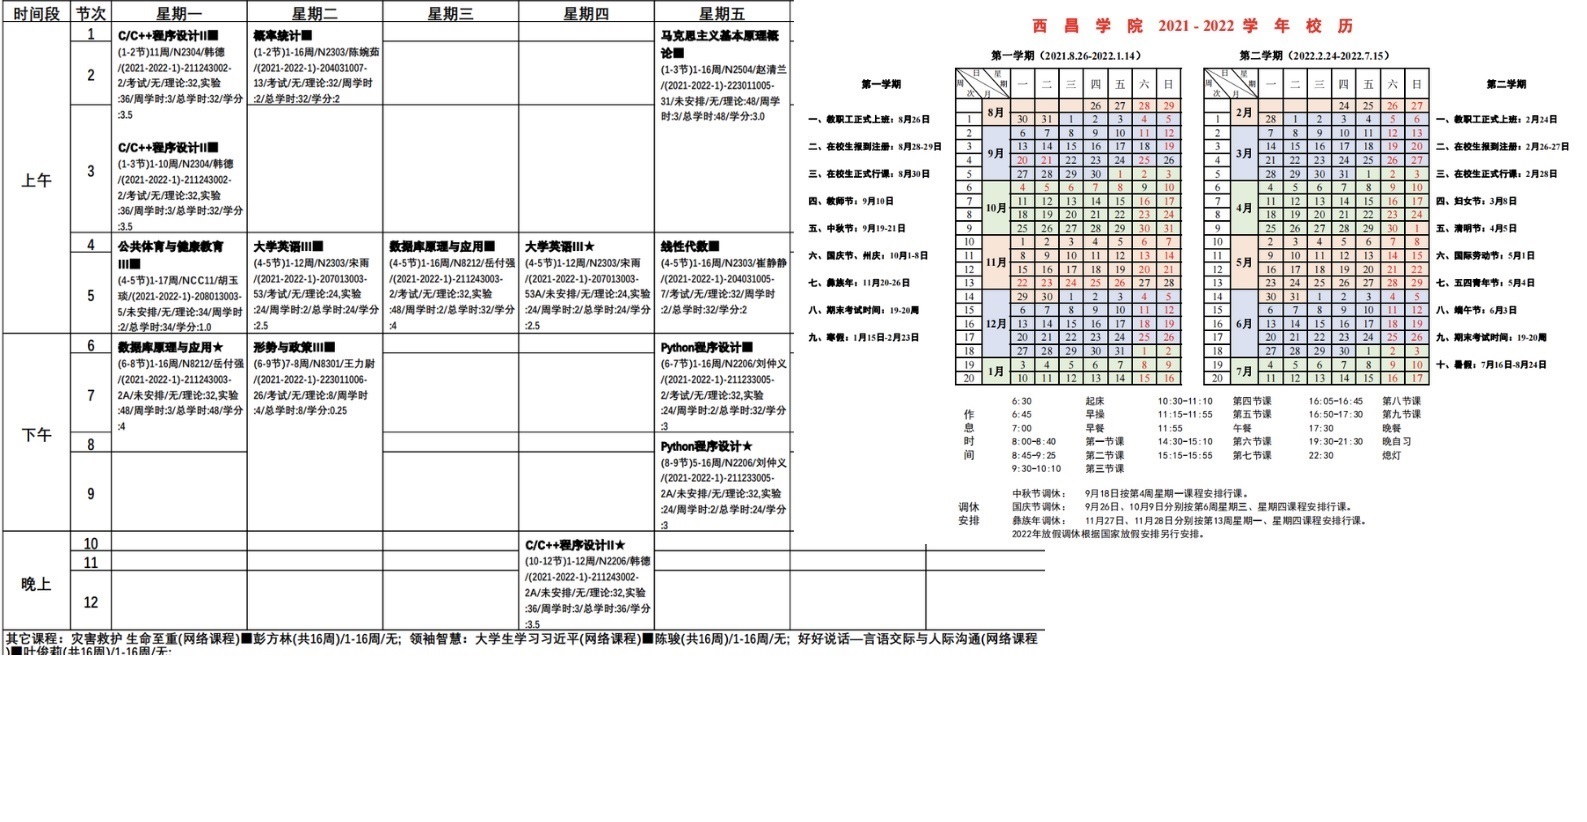 时间段 节次 星期一 星期二 星期三 星期四 星期五
上午
1
2
3
4
5
下午
6
7
8
9
晚上
10
11
12
C/C++程序设计II■
(1-2节)11周/N2304/韩德
/(2021-2022-1)-211243002-
2/考试/无/理论:32,实验
:36/周学时:3/总学时:32/学分
:3.5
C/C++程序设计II■
(1-3节)1-10周/N2304/韩德
/(2021-2022-1)-211243002-
2/考试/无/理论:32,实验
:36/周学时:3/总学时:32/学分
:3.5
公共体育与健康教育
III■
(4-5节)1-17周/NCC11/胡玉
琰/(2021-2022-1)-208013003-
5/未安排/无/理论:34/周学时
:2/总学时:34/学分:1.0
数据库原理与应用★
(6-8节)1-16周/N8212/岳付强
/(2021-2022-1)-211243003-
2A/未安排/无/理论:32,实验
:48/周学时:3/总学时:48/学分
:4
概率统计■
(1-2节)1-16周/N2303/陈婉茹
/(2021-2022-1)-204031007-
13/考试/无/理论:32/周学时
:2/总学时:32/学分:2
大学英语III■
(4-5节)1-12周/N2303/宋雨
/(2021-2022-1)-207013003-
53/考试/无/理论:24,实验
:24/周学时:2/总学时:24/学分
:2.5
形势与政策III■
(6-9节)7-8周/N8301/王力尉
/(2021-2022-1)-223011006-
26/考试/无/理论:8/周学时
:4/总学时:8/学分:0.25
数据库原理与应用■
(4-5节)1-16周/N8212/岳付强
/(2021-2022-1)-211243003-
2/考试/无/理论:32,实验
:48/周学时:2/总学时:32/学分
:4
大学英语III★
(4-5节)1-12周/N2303/宋雨
/(2021-2022-1)-207013003-
53A/未安排/无/理论:24,实验
:24/周学时:2/总学时:24/学分
:2.5
C/C++程序设计II★
(10-12节)1-12周/N2206/韩德
/(2021-2022-1)-211243002-
2A/未安排/无/理论:32,实验
:36/周学时:3/总学时:36/学分
:3.5
马克思主义基本原理概
论■
(1-3节)1-16周/N2504/赵清兰
/(2021-2022-1)-223011005-
31/未安排/无/理论:48/周学
时:3/总学时:48/学分:3.0
线性代数■
(4-5节)1-16周/N2303/崔静静
/(2021-2022-1)-204031005-
7/考试/无/理论:32/周学时
:2/总学时:32/学分:2
Python程序设计■
(6-7节)1-16周/N2206/刘仲义
/(2021-2022-1)-211233005-
2/考试/无/理论:32,实验
:24/周学时:2/总学时:32/学分
:3
Python程序设计★
(8-9节)5-16周/N2206/刘仲义
/(2021-2022-1)-211233005-
2A/未安排/无/理论:32,实验
:24/周学时:2/总学时:24/学分
:3
其它课程：灾害救护 生命至重(网络课程)■彭方林(共16周)/1-16周/无; 领袖智慧：大学生学习习近平(网络课程)■陈骏(共16周)/1-16周/无; 好好说话—言语交际与人际沟通(网络课程
)■叶俊莉(共16周)/1-16周/无;
西昌学院 2021 - 2022 学年校历
第一学期（2021.8.26-2022.1.14）
第一学期
一、教职工正式上班：8月26日
二、在校生报到注册：8月28-29日
三、在校生正式行课：8月30日
四、教师节：9月10日
五、中秋节：9月19-21日
六、国庆节、州庆：10月1-8日
七、彝族年：11月20-26日
八、期末考试时间：19-20周
九、寒假：1月15日-2月23日
周次 日 月 星期 一 二 三 四 五 六 日
8月 26 27 28 29
1 30 31 1 2 3 4 5
2 9月 6 7 8 9 10 11 12
3 13 14 15 16 17 18 19
4 20 21 22 23 24 25 26
5 27 28 29 30 1 2 3
6 10月 4 5 6 7 8 9 10
7 11 12 13 14 15 16 17
8 18 19 20 21 22 23 24
9 25 26 27 28 29 30 31
10 11月 1 2 3 4 5 6 7
11 8 9 10 11 12 13 14
12 15 16 17 18 19 20 21
13 22 23 24 25 26 27 28
14 12月 29 30 1 2 3 4 5
15 6 7 8 9 10 11 12
16 13 14 15 16 17 18 19
17 20 21 22 23 24 25 26
18 27 28 29 30 31 1 2
19 1月 3 4 5 6 7 8 9
20 10 11 12 13 14 15 16
第二学期（2022.2.24-2022.7.15）
周次 日 月 星期 一 二 三 四 五 六 日
2月 24 25 26 27
1 28 1 2 3 4 5 6
2 3月 7 8 9 10 11 12 13
3 14 15 16 17 18 19 20
4 21 22 23 24 25 26 27
5 28 29 30 31 1 2 3
6 4月 4 5 6 7 8 9 10
7 11 12 13 14 15 16 17
8 18 19 20 21 22 23 24
9 25 26 27 28 29 30 1
10 5月 2 3 4 5 6 7 8
11 9 10 11 12 13 14 15
12 16 17 18 19 20 21 22
13 23 24 25 26 27 28 29
14 6月 30 31 1 2 3 4 5
15 6 7 8 9 10 11 12
16 13 14 15 16 17 18 19
17 20 21 22 23 24 25 26
18 27 28 29 30 1 2 3
19 7月 4 5 6 7 8 9 10
20 11 12 13 14 15 16 17
第二学期
一、教职工正式上班：2月24日
二、在校生报到注册：2月26-27日
三、在校生正式行课：2月28日
四、妇女节：3月8日
五、清明节：4月5日
六、国际劳动节：5月1日
七、五四青年节：5月4日
八、端午节：6月3日
九、期末考试时间：19-20周
十、暑假：7月16日-8月24日
作息时间
6:30 起床 10:30-11:10 第四节课 16:05-16:45 第八节课
6:45 早操 11:15-11:55 第五节课 16:50-17:30 第九节课
7:00 早餐 11:55 午餐 17:30 晚餐
8:00-8:40 第一节课 14:30-15:10 第六节课 19:30-21:30 晚自习
8:45-9:25 第二节课 15:15-15:55 第七节课 22:30 熄灯
9:30-10:10 第三节课
调休安排
中秋节调休： 9月18日按第4周星期一课程安排行课。
国庆节调休： 9月26日、10月9日分别按第6周星期三、星期四课程安排行课。
彝族年调休： 11月27日、11月28日分别按第13周星期一、星期四课程安排行课。
2022年放假调休根据国家放假安排另行安排。